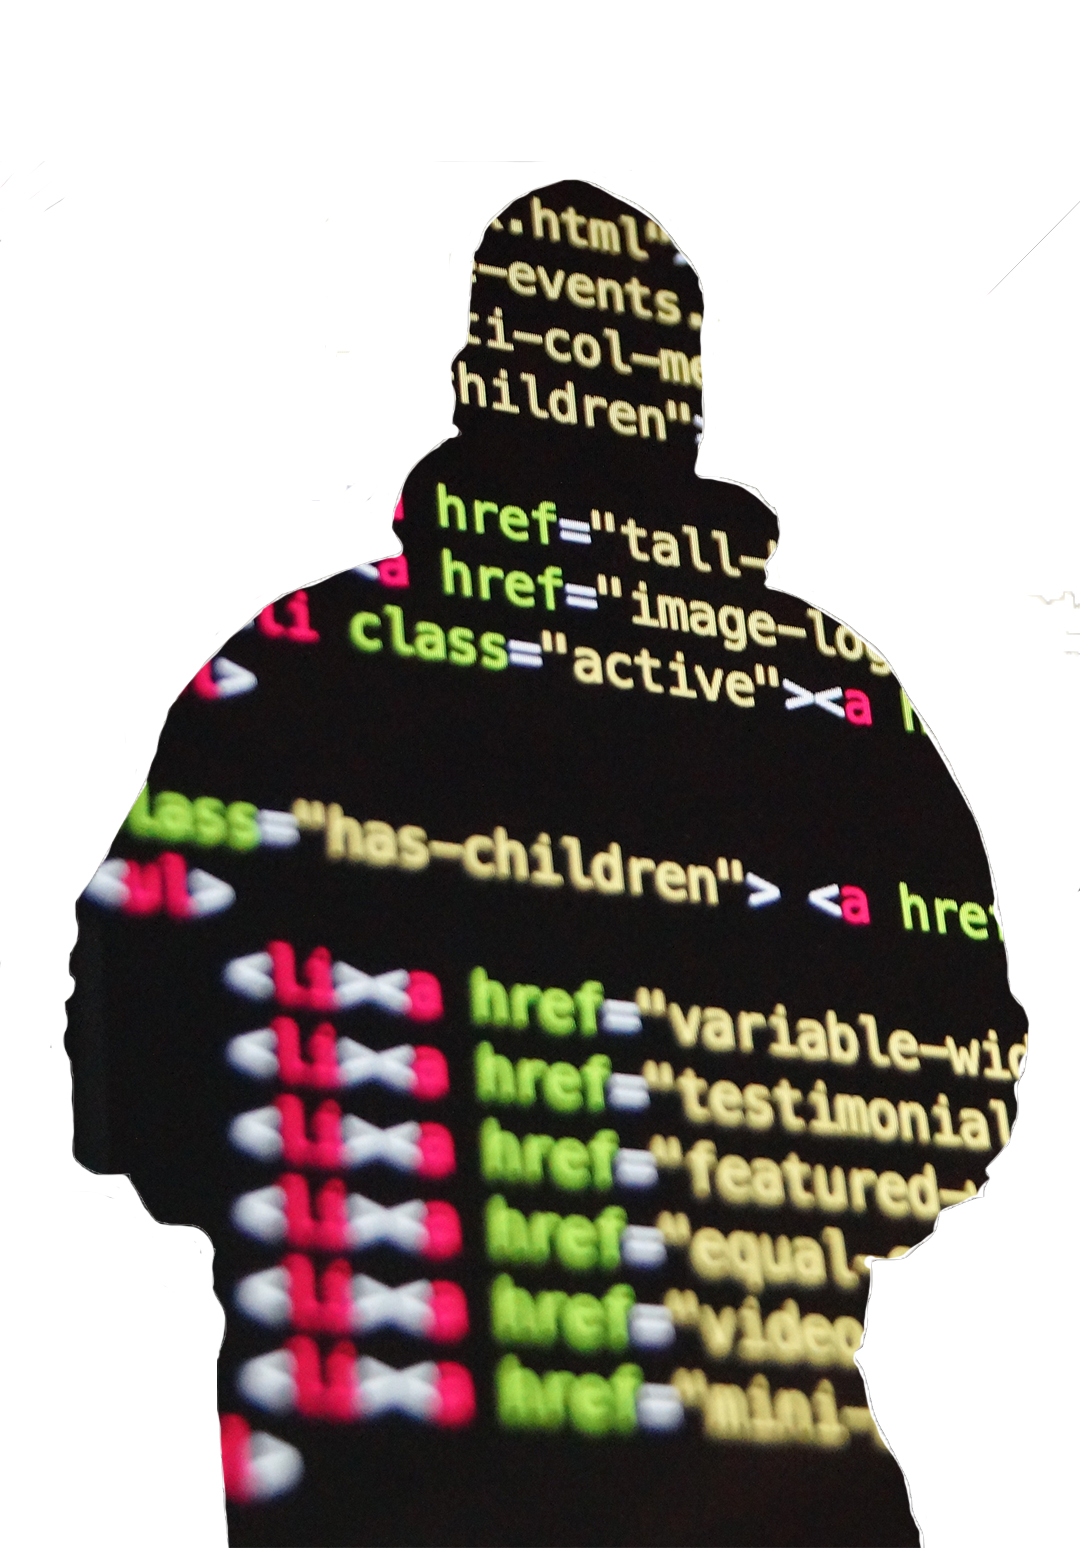 .html"
-events.
ti-col-me
hildren"
href="tall-
<a href="image-log
li class="active"><a h
l>
lass="has-children"> <a href
<ul>
<li><a href="variable-wid
<li><a href="testimonial
<li><a href="featured-
<li><a href="equal-
<li><a href="video
<li><a href="mini-
>